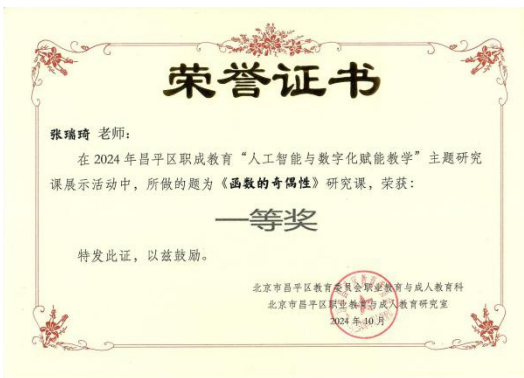 荣誉证书
张瑞琦 老师：
在 2024 年昌平区职成教育“人工智能与数字化赋能教学”主题研究
课展示活动中，所做的题为《函数的奇偶性》研究课，荣获：
一等奖
特发此证，以兹鼓励。
北京市昌平区教育委员会职业教育与成人教育科
北京市昌平区职业教育与成人教育研究室
2024 年 10 月